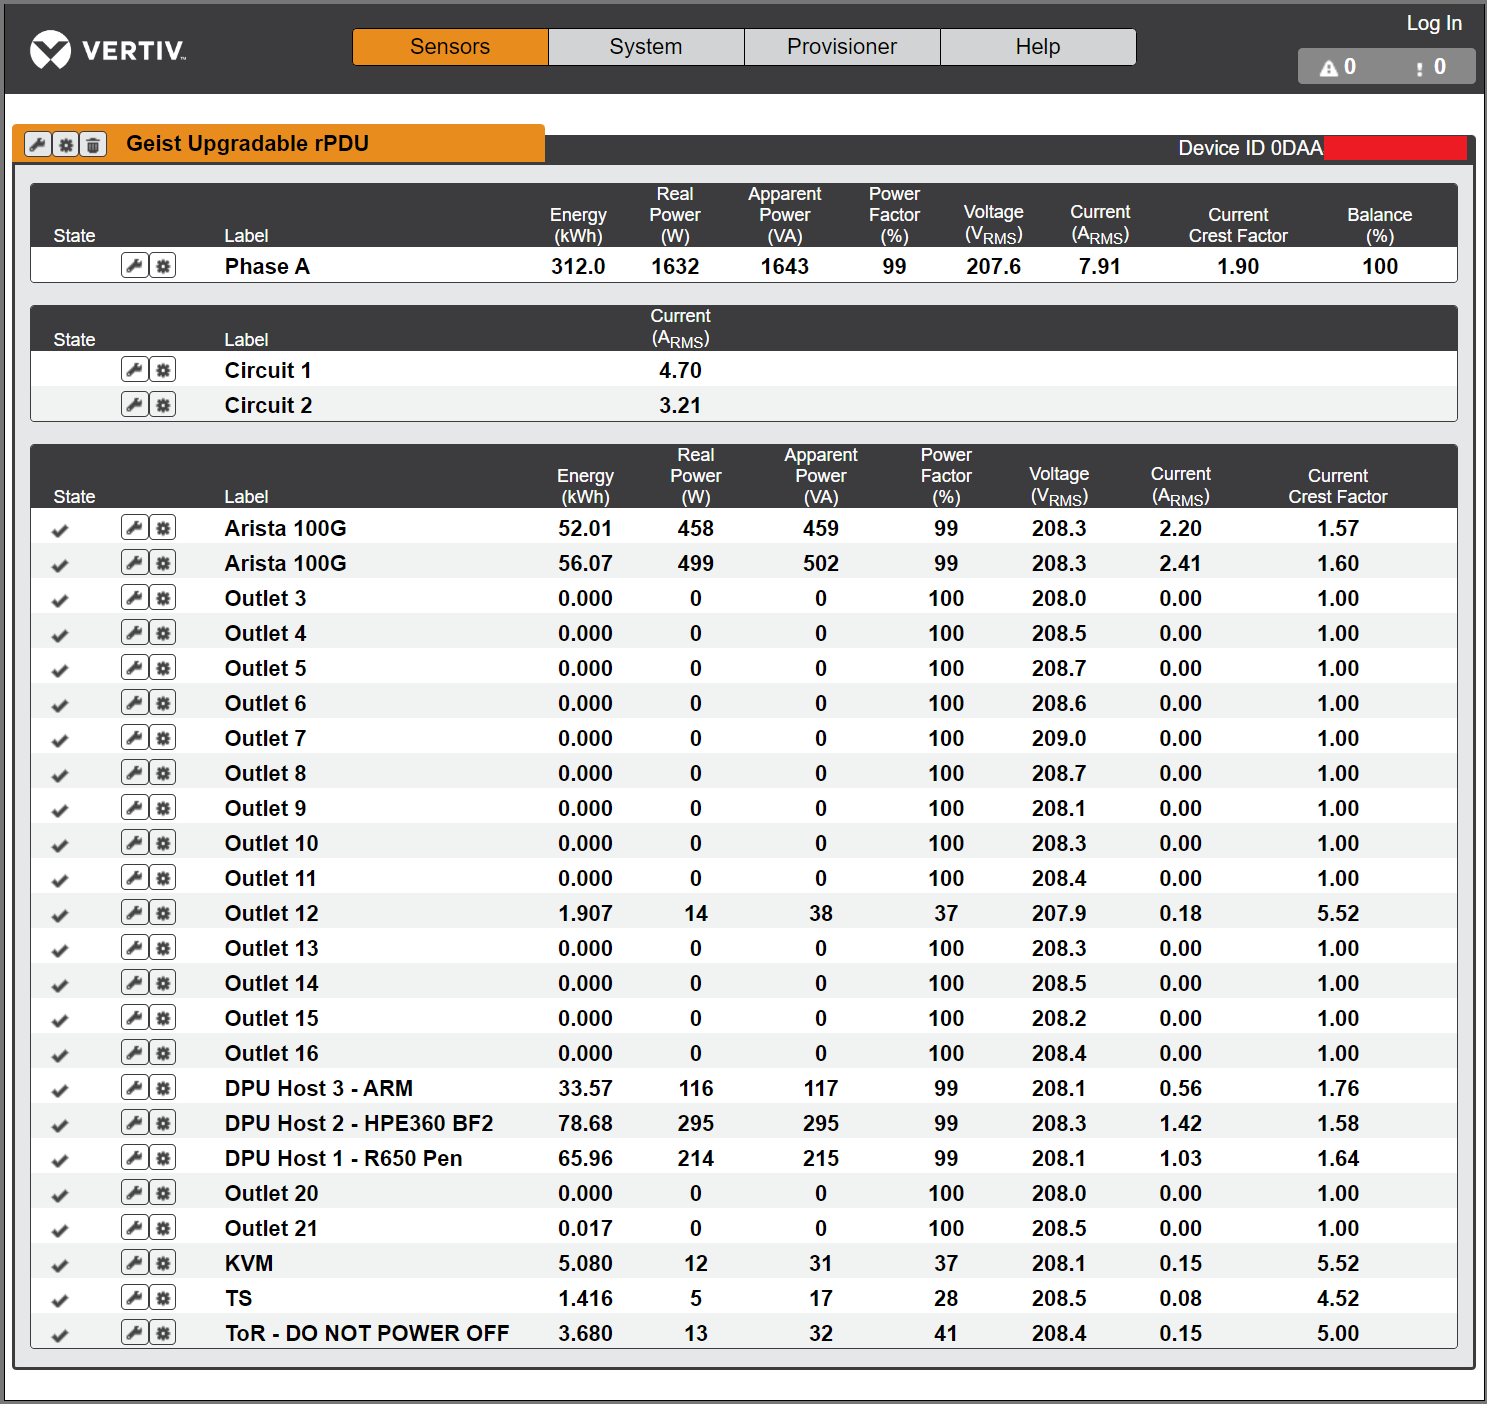 VERTIV™
Sensors System Provisioner Help
Log In
0 0
Geist Upgradable rPDU
Device ID 0DAA
State Label Energy (kWh) Real Power (W) Apparent Power (VA) Power Factor (%) Voltage (VRMS) Current (ARMS) Current Crest Factor Balance (%)
Phase A 312.0 1632 1643 99 207.6 7.91 1.90 100
State Label Current (ARMS)
Circuit 1 4.70
Circuit 2 3.21
State Label Energy (kWh) Real Power (W) Apparent Power (VA) Power Factor (%) Voltage (VRMS) Current (ARMS) Current Crest Factor
Arista 100G 52.01 458 459 99 208.3 2.20 1.57
Arista 100G 56.07 499 502 99 208.3 2.41 1.60
Outlet 3 0.000 0 0 100 208.0 0.00 1.00
Outlet 4 0.000 0 0 100 208.5 0.00 1.00
Outlet 5 0.000 0 0 100 208.7 0.00 1.00
Outlet 6 0.000 0 0 100 208.6 0.00 1.00
Outlet 7 0.000 0 0 100 209.0 0.00 1.00
Outlet 8 0.000 0 0 100 208.7 0.00 1.00
Outlet 9 0.000 0 0 100 208.1 0.00 1.00
Outlet 10 0.000 0 0 100 208.3 0.00 1.00
Outlet 11 0.000 0 0 100 208.4 0.00 1.00
Outlet 12 1.907 14 38 37 207.9 0.18 5.52
Outlet 13 0.000 0 0 100 208.3 0.00 1.00
Outlet 14 0.000 0 0 100 208.5 0.00 1.00
Outlet 15 0.000 0 0 100 208.2 0.00 1.00
Outlet 16 0.000 0 0 100 208.4 0.00 1.00
DPU Host 3 - ARM 33.57 116 117 99 208.1 0.56 1.76
DPU Host 2 - HPE360 BF2 78.68 295 295 99 208.3 1.42 1.58
DPU Host 1 - R650 Pen 65.96 214 215 99 208.1 1.03 1.64
Outlet 20 0.000 0 0 100 208.0 0.00 1.00
Outlet 21 0.017 0 0 100 208.5 0.00 1.00
KVM 5.080 12 31 37 208.1 0.15 5.52
TS 1.416 5 17 28 208.5 0.08 4.52
ToR - DO NOT POWER OFF 3.680 13 32 41 208.4 0.15 5.00